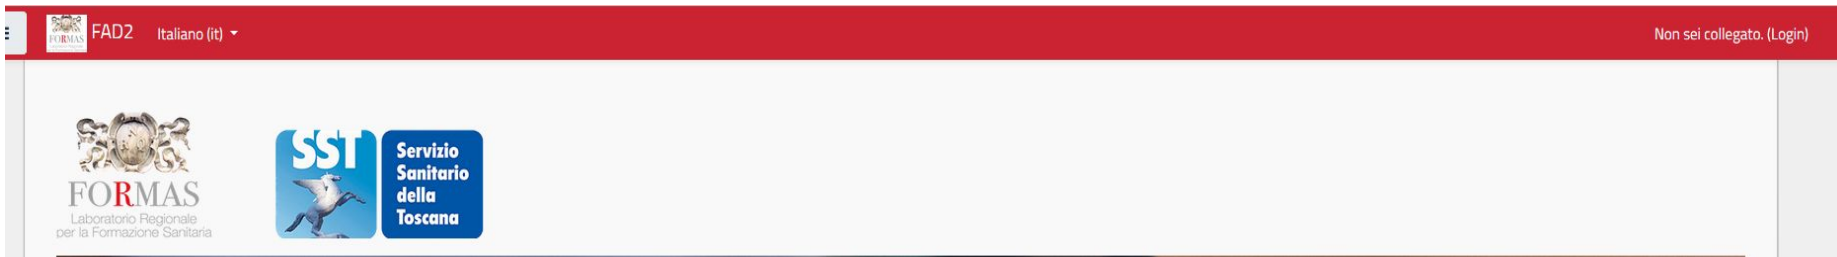 FORMAS FAD2 Italiano (it) Non sei collegato. (Login)
FORMAS
Laboratorio Regionale
per la Formazione Sanitaria
SST
Servizio
Sanitario
della
Toscana